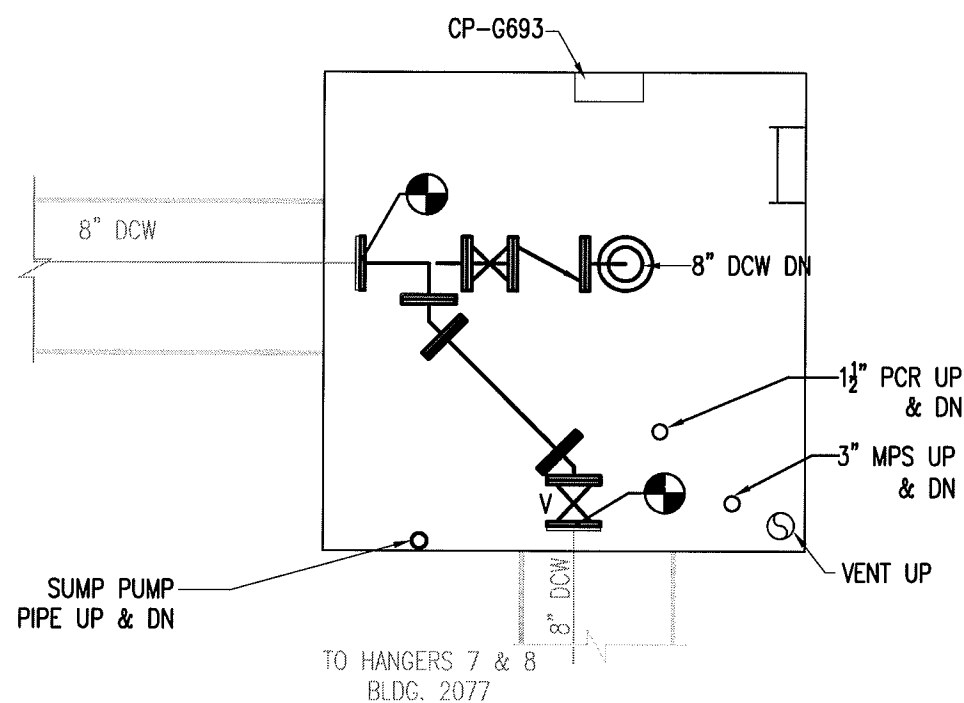 CP-G693
8" DCW
8" DCW DN
1½" PCR UP
& DN
3" MPS UP
& DN
V
VENT UP
SUMP PUMP
PIPE UP & DN
8" DCW
TO HANGERS 7 & 8
BLDG. 2077